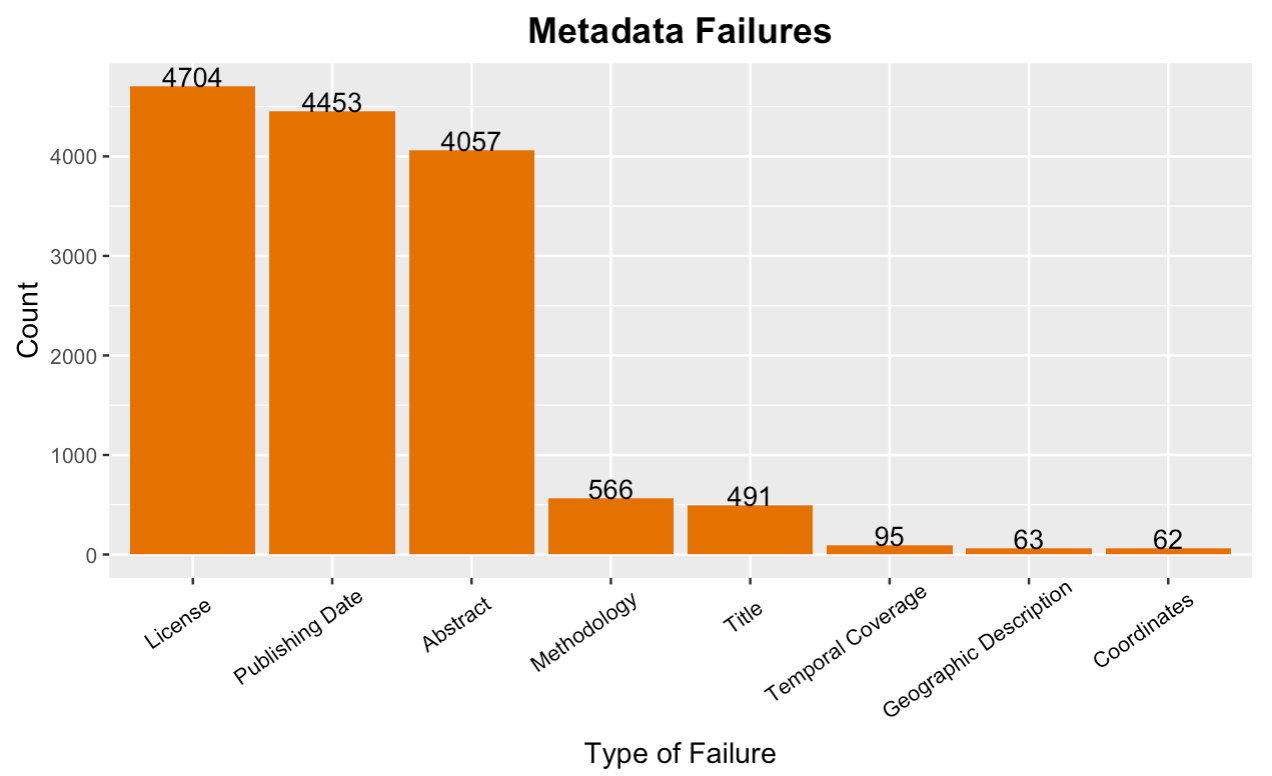 Metadata Failures
4704
4453
4057
566
491
95
63
62
4000
3000
2000
1000
0
Count
License
Publishing Date
Abstract
Methodology
Title
Temporal Coverage
Geographic Description
Coordinates
Type of Failure